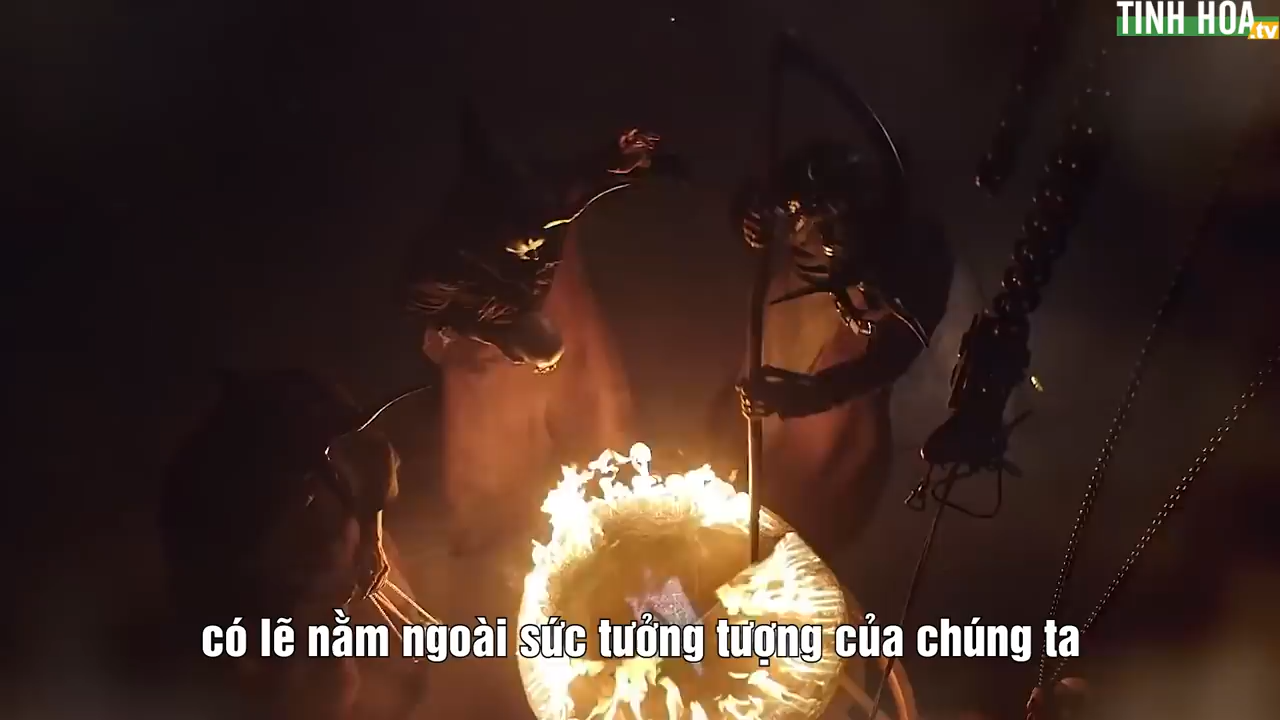 TINH HOA
.tv
có lẽ nằm ngoài sức tưởng tượng của chúng ta